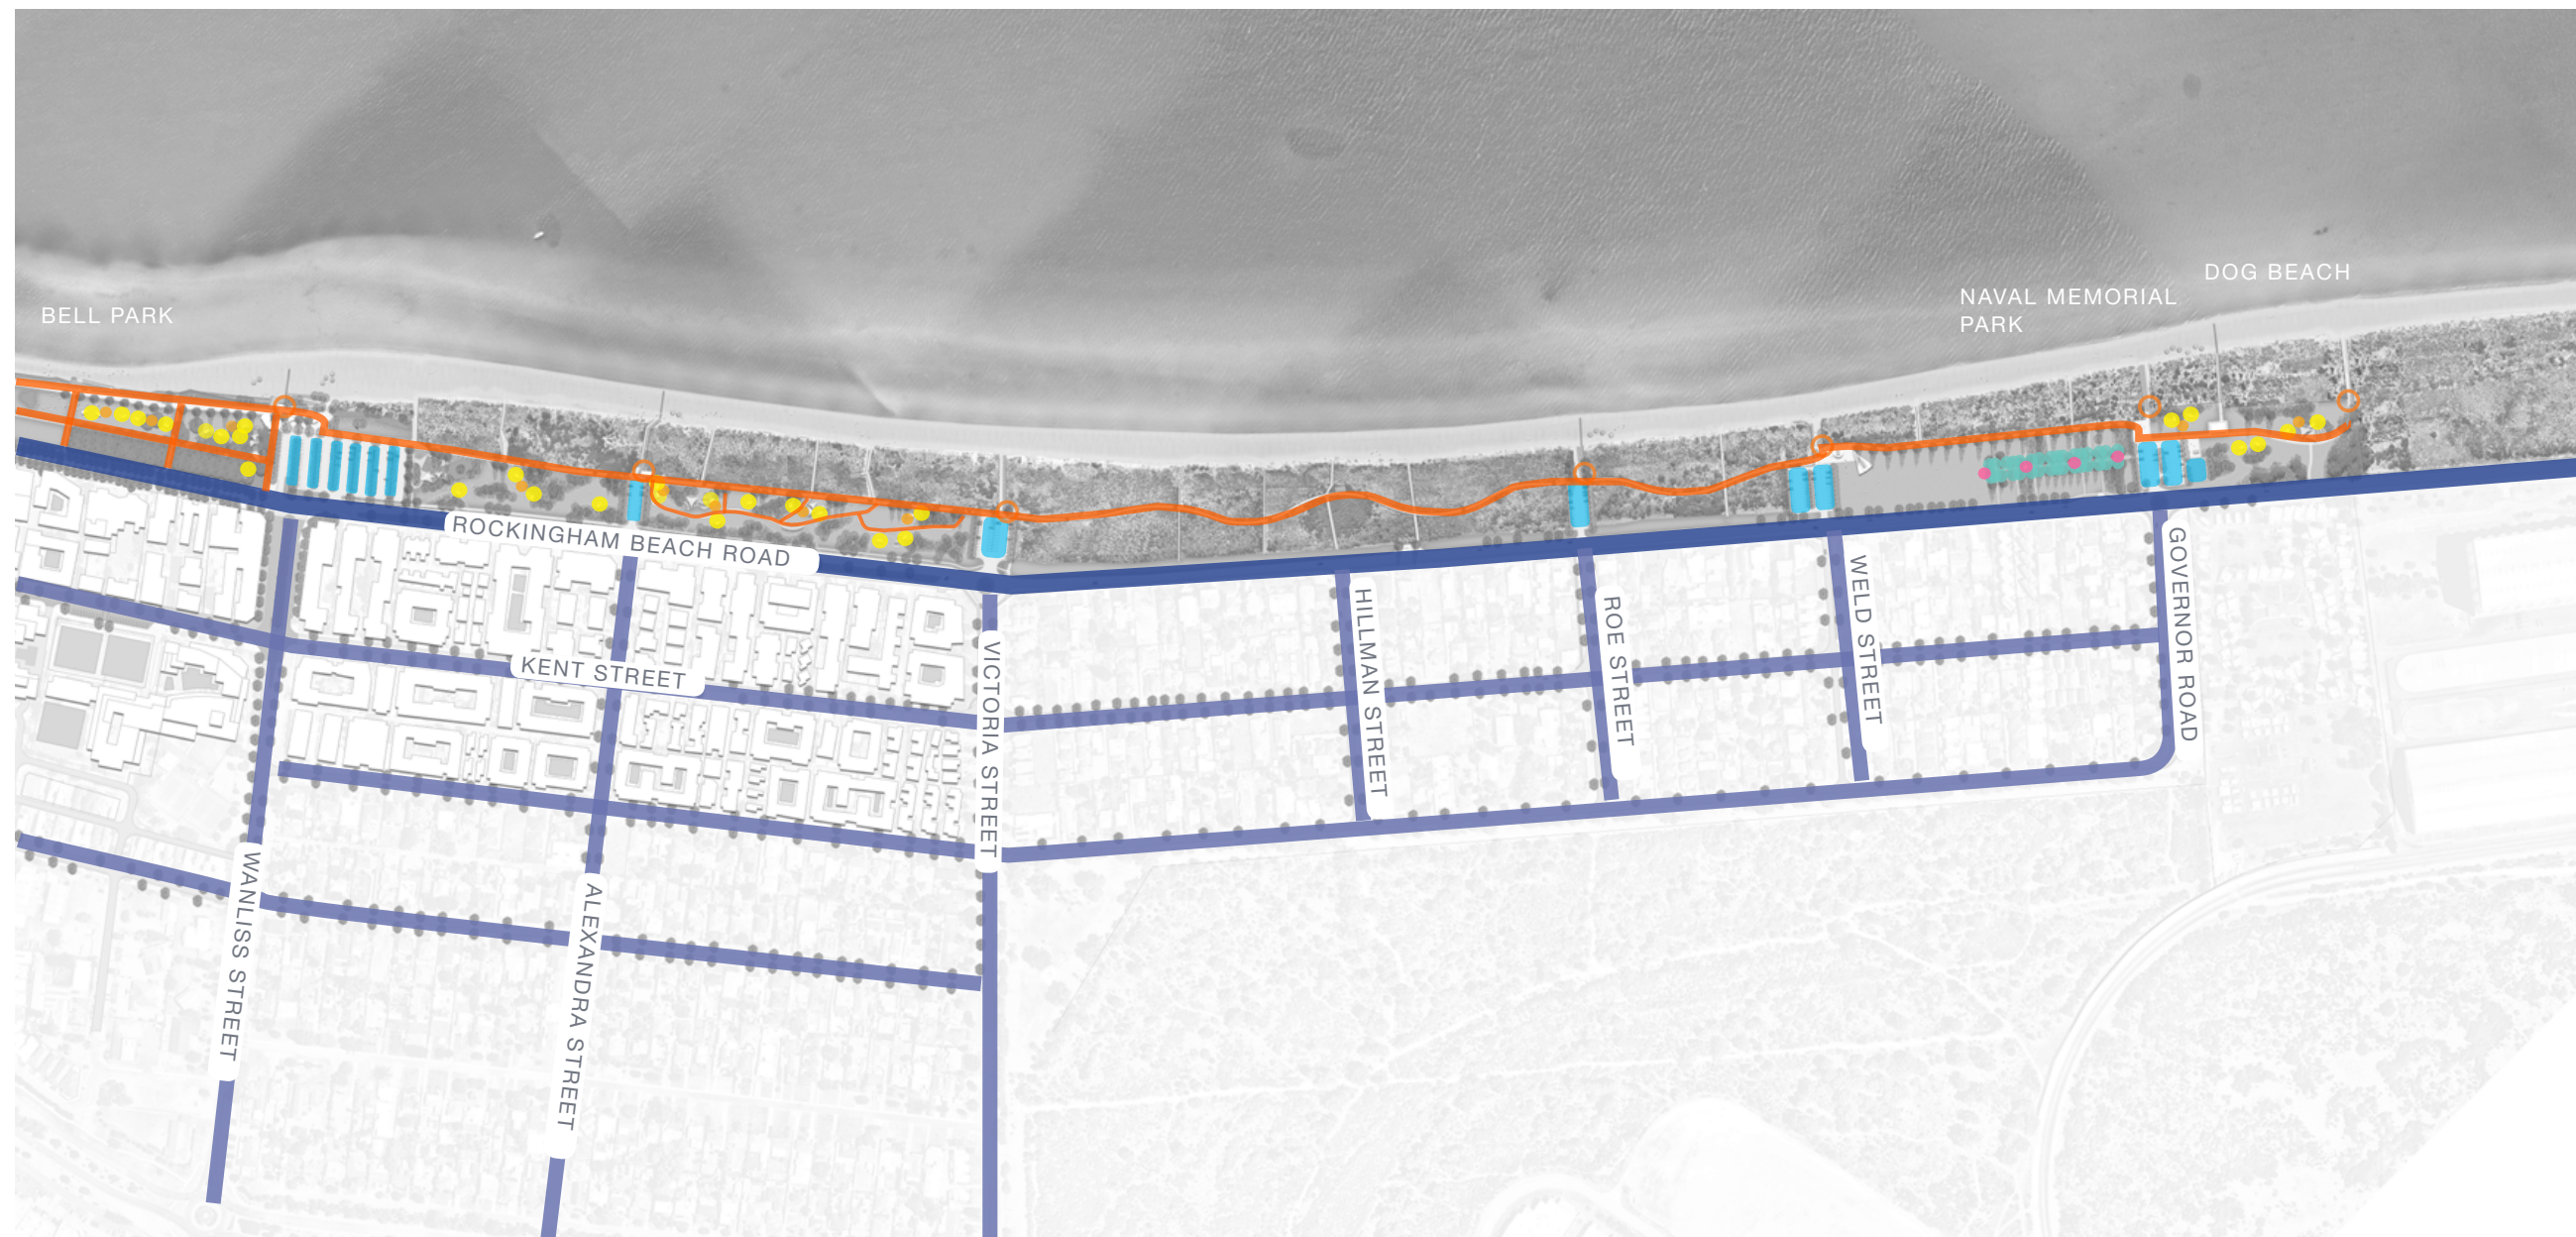 DOG BEACH
NAVAL MEMORIAL
PARK
BELL PARK
ROCKINGHAM BEACH ROAD
KENT STREET
VICTORIA STREET
HILLMAN STREET
ROE STREET
WELD STREET
GOVERNOR ROAD
WANLISS STREET
ALEXANDRA STREET